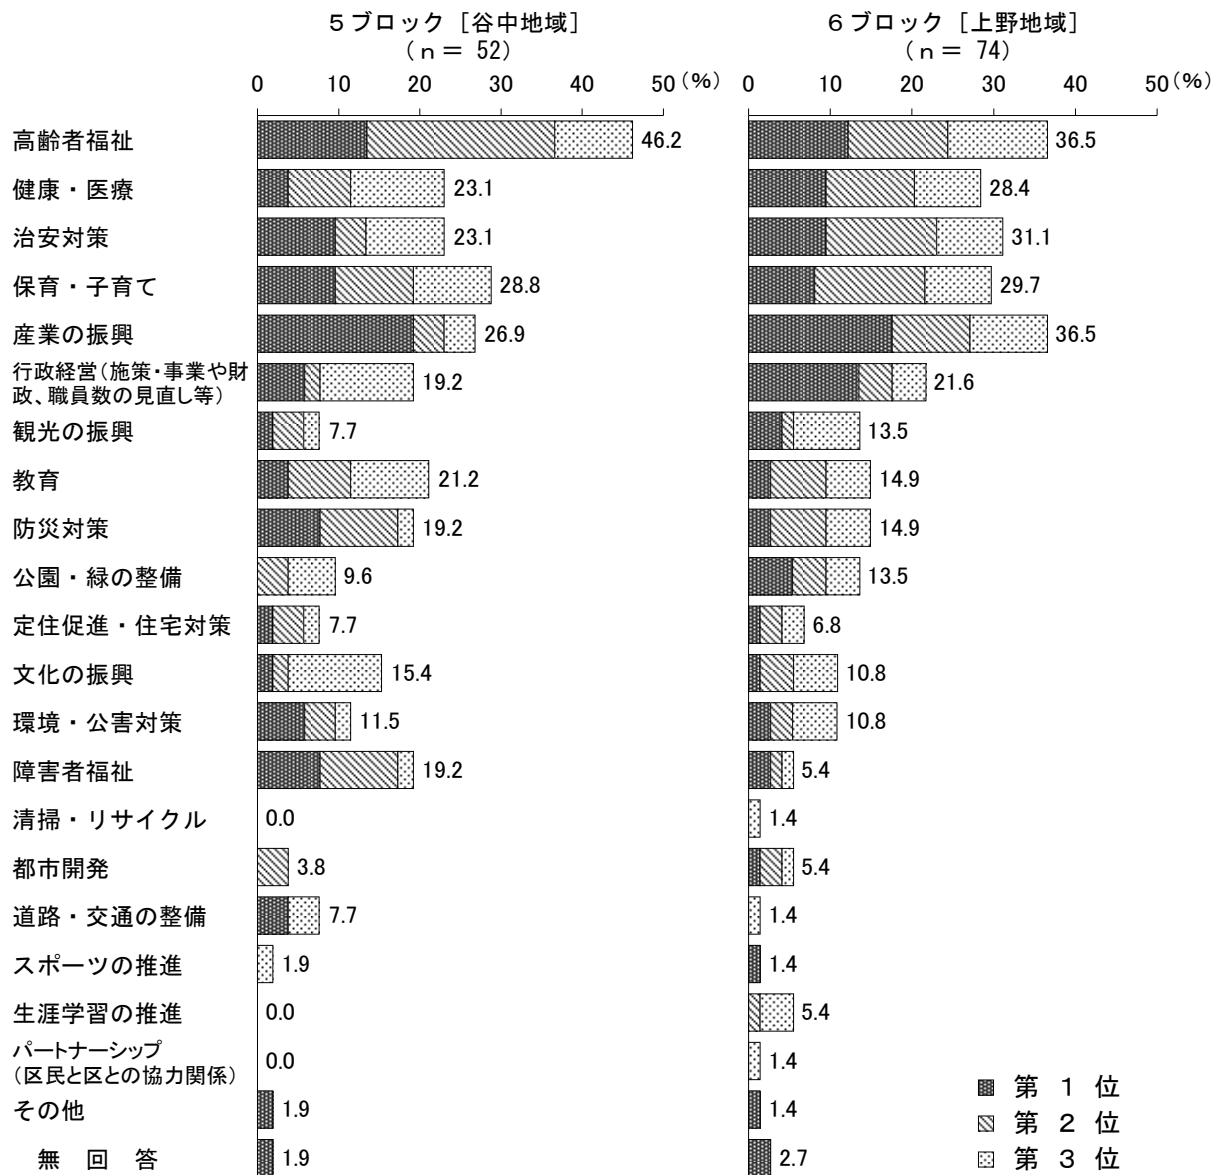 ５ブロック［谷中地域］
（ｎ＝ 52）
６ブロック［上野地域］
（ｎ＝ 74）
0 10 20 30 40 50 (%)
0 10 20 30 40 50 (%)
高齢者福祉 46.2 36.5
健康・医療 23.1 28.4
治安対策 23.1 31.1
保育・子育て 28.8 29.7
産業の振興 26.9 36.5
行政経営（施策・事業や財
政、職員数の見直し等） 19.2 21.6
観光の振興 7.7 13.5
教育 21.2 14.9
防災対策 19.2 14.9
公園・緑の整備 9.6 13.5
定住促進・住宅対策 7.7 6.8
文化の振興 15.4 10.8
環境・公害対策 11.5 10.8
障害者福祉 19.2 5.4
清掃・リサイクル 0.0 1.4
都市開発 3.8 5.4
道路・交通の整備 7.7 1.4
スポーツの推進 1.9 1.4
生涯学習の推進 0.0 5.4
パートナーシップ
（区民と区との協力関係） 0.0 1.4
その他 1.9 1.4
無回答 1.9 2.7
第１位
第２位
第３位